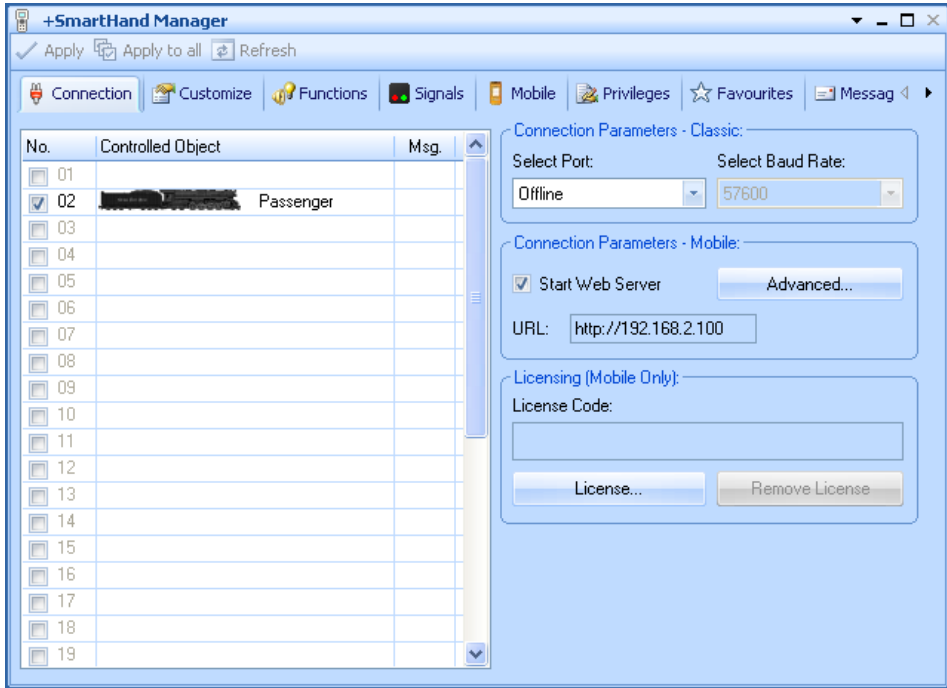 +SmartHand Manager
Apply Apply to all Refresh
Connection Customize Functions Signals Mobile Privileges Favourites Messag
No. Controlled Object Msg.
01
02 Passenger
03
04
05
06
07
08
09
10
11
12
13
14
15
16
17
18
19
Connection Parameters - Classic:
Select Port: Select Baud Rate:
Offline 57600
Connection Parameters - Mobile:
Start Web Server Advanced...
URL: http://192.168.2.100
Licensing (Mobile Only):
License Code:
License... Remove License